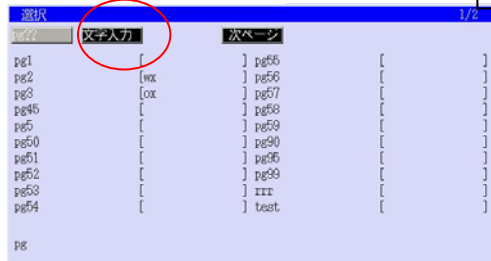 選択 1/2
pg?? 文字入力 次ページ
pg1 [ ] pg55 [ ]
pg2 [wx ] pg56 [ ]
pg3 [ox ] pg57 [ ]
pg45 [ ] pg58 [ ]
pg5 [ ] pg59 [ ]
pg50 [ ] pg90 [ ]
pg51 [ ] pg95 [ ]
pg52 [ ] pg99 [ ]
pg53 [ ] rrr [ ]
pg54 [ ] test [ ]
pg